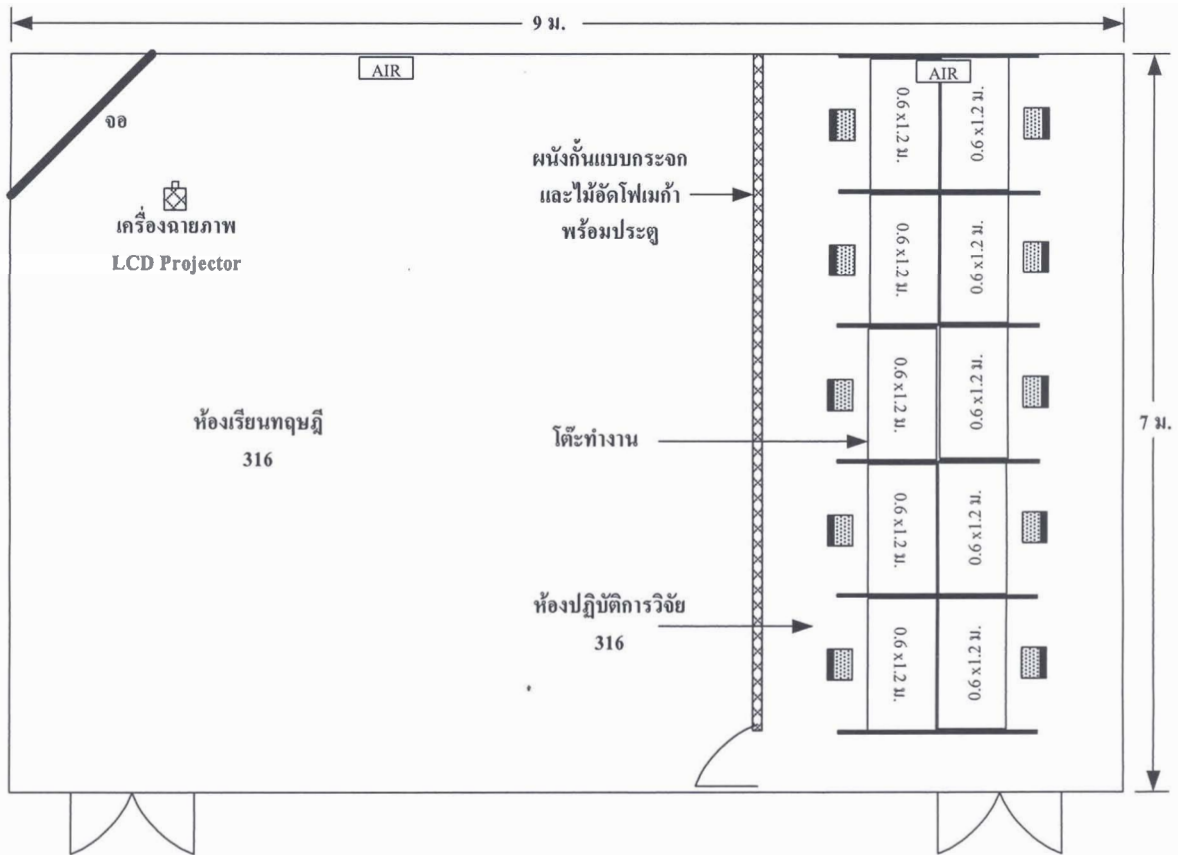 9 ม.
AIR
AIR
จอ
เครื่องฉายภาพ
LCD Projector
ผนังกั้นแบบกระจก
และไม้อัดโฟเมก้า
พร้อมประตู
0.6 x1.2 ม.
0.6 x1.2 ม.
0.6 x1.2 ม.
0.6 x1.2 ม.
0.6 x1.2 ม.
0.6 x1.2 ม.
ห้องเรียนทฤษฎี
316
โต๊ะทำงาน
7 ม.
0.6 x1.2 ม.
0.6 x1.2 ม.
ห้องปฏิบัติการวิจัย
316
0.6 x1.2 ม.
0.6 x1.2 ม.